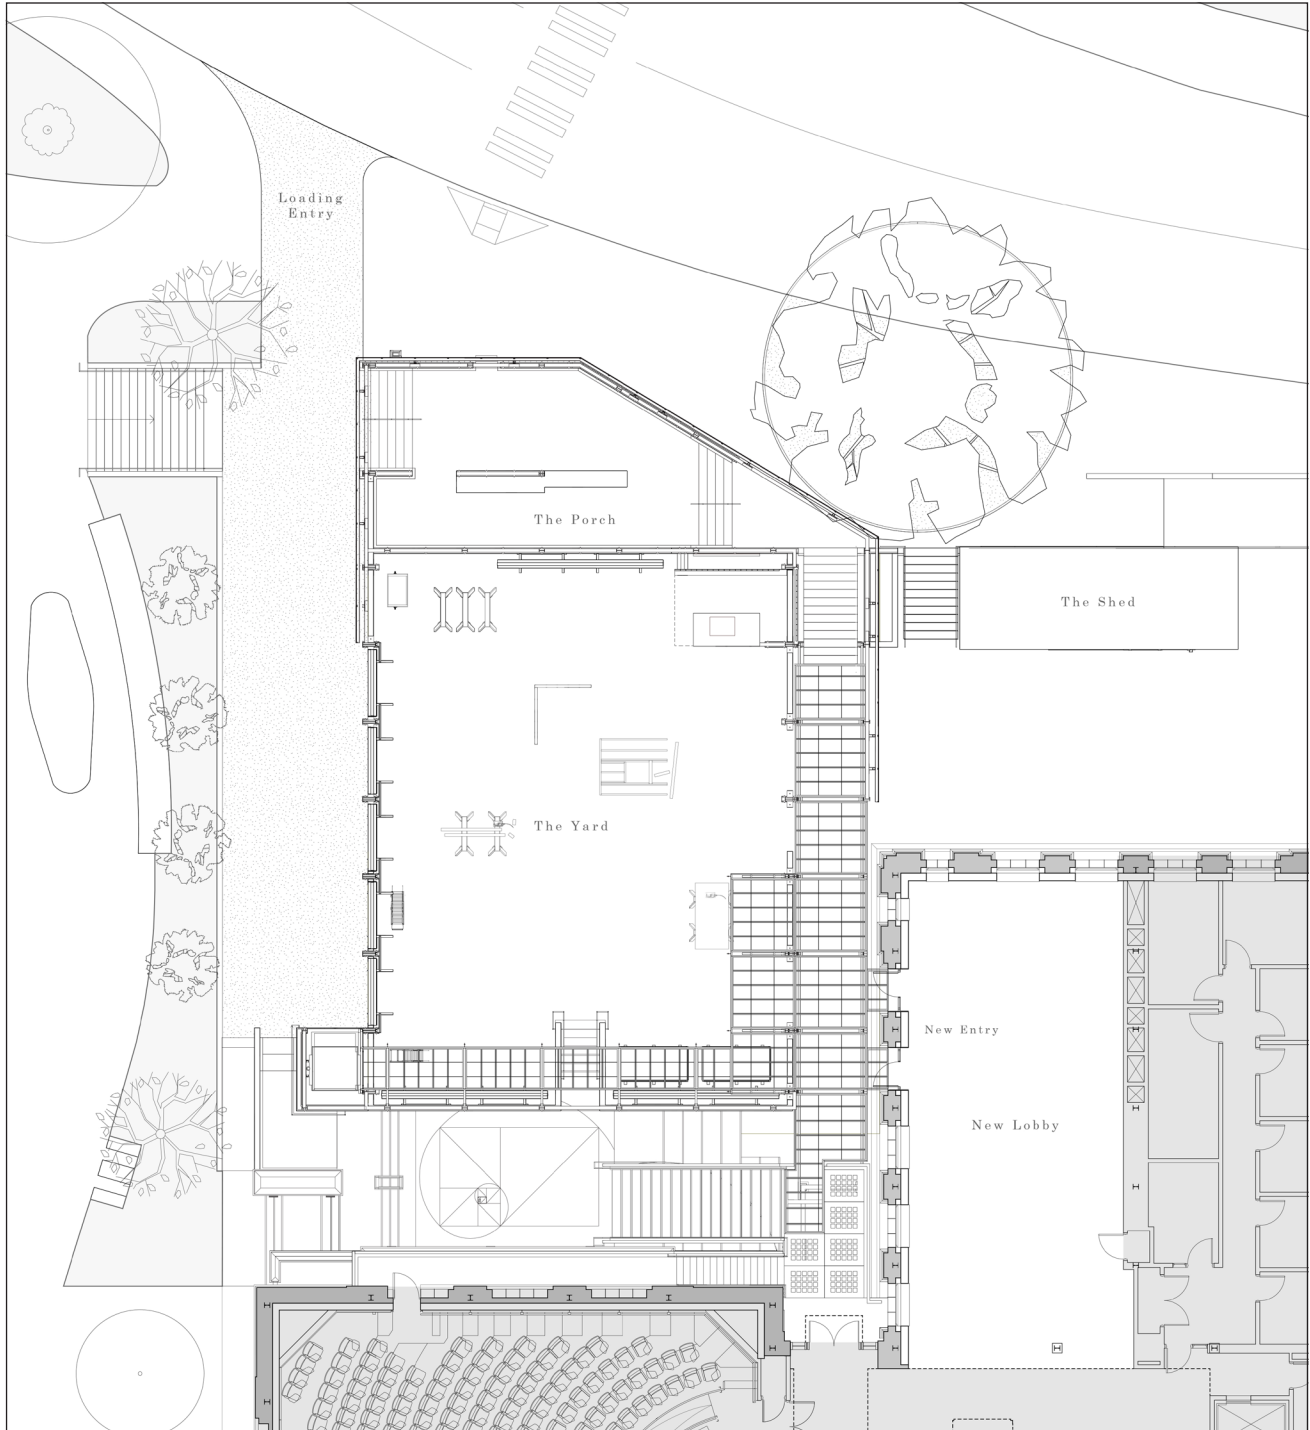 Loading
Entry
The Porch
The Shed
The Yard
New Entry
New Lobby